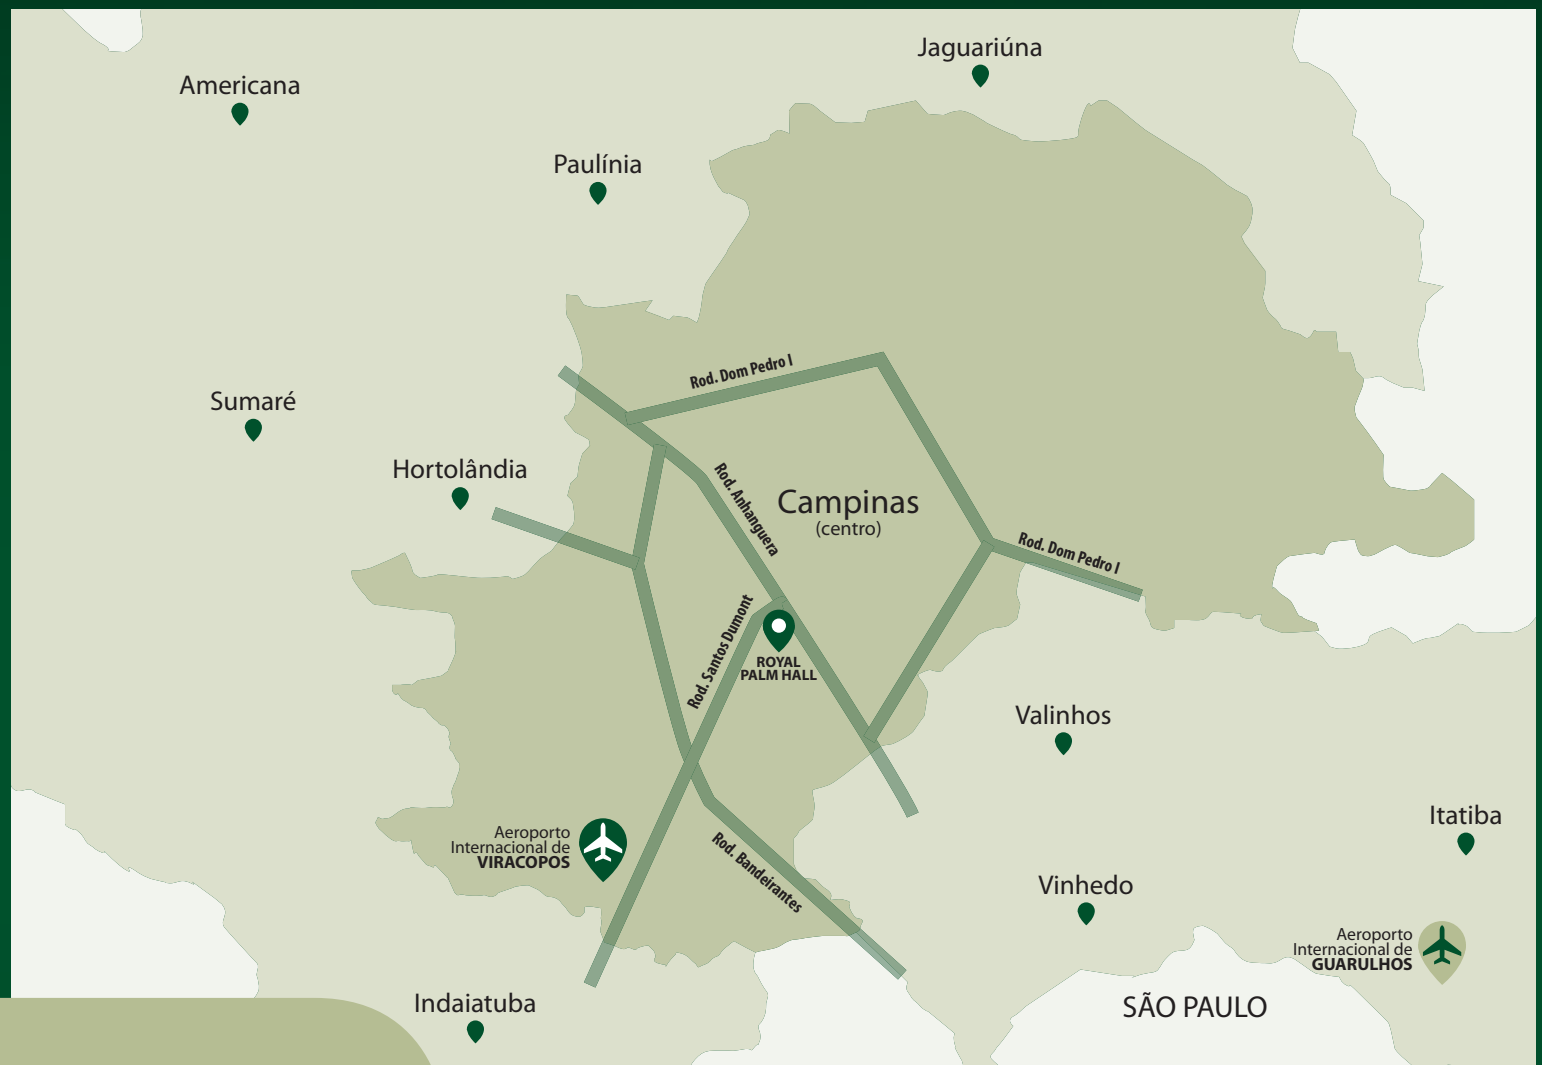 Jaguariúna
Americana
Paulínia
Rod. Dom Pedro I
Sumaré
Hortolândia
Rod. Anhanguera
Campinas
(centro)
Rod. Dom Pedro I
Rod. Santos Dumont
ROYAL
PALM HALL
Valinhos
Aeroporto
Internacional de
VIRACOPOS
Rod. Bandeirantes
Itatiba
Vinhedo
Aeroporto
Internacional de
GUARULHOS
Indaiatuba
SÃO PAULO